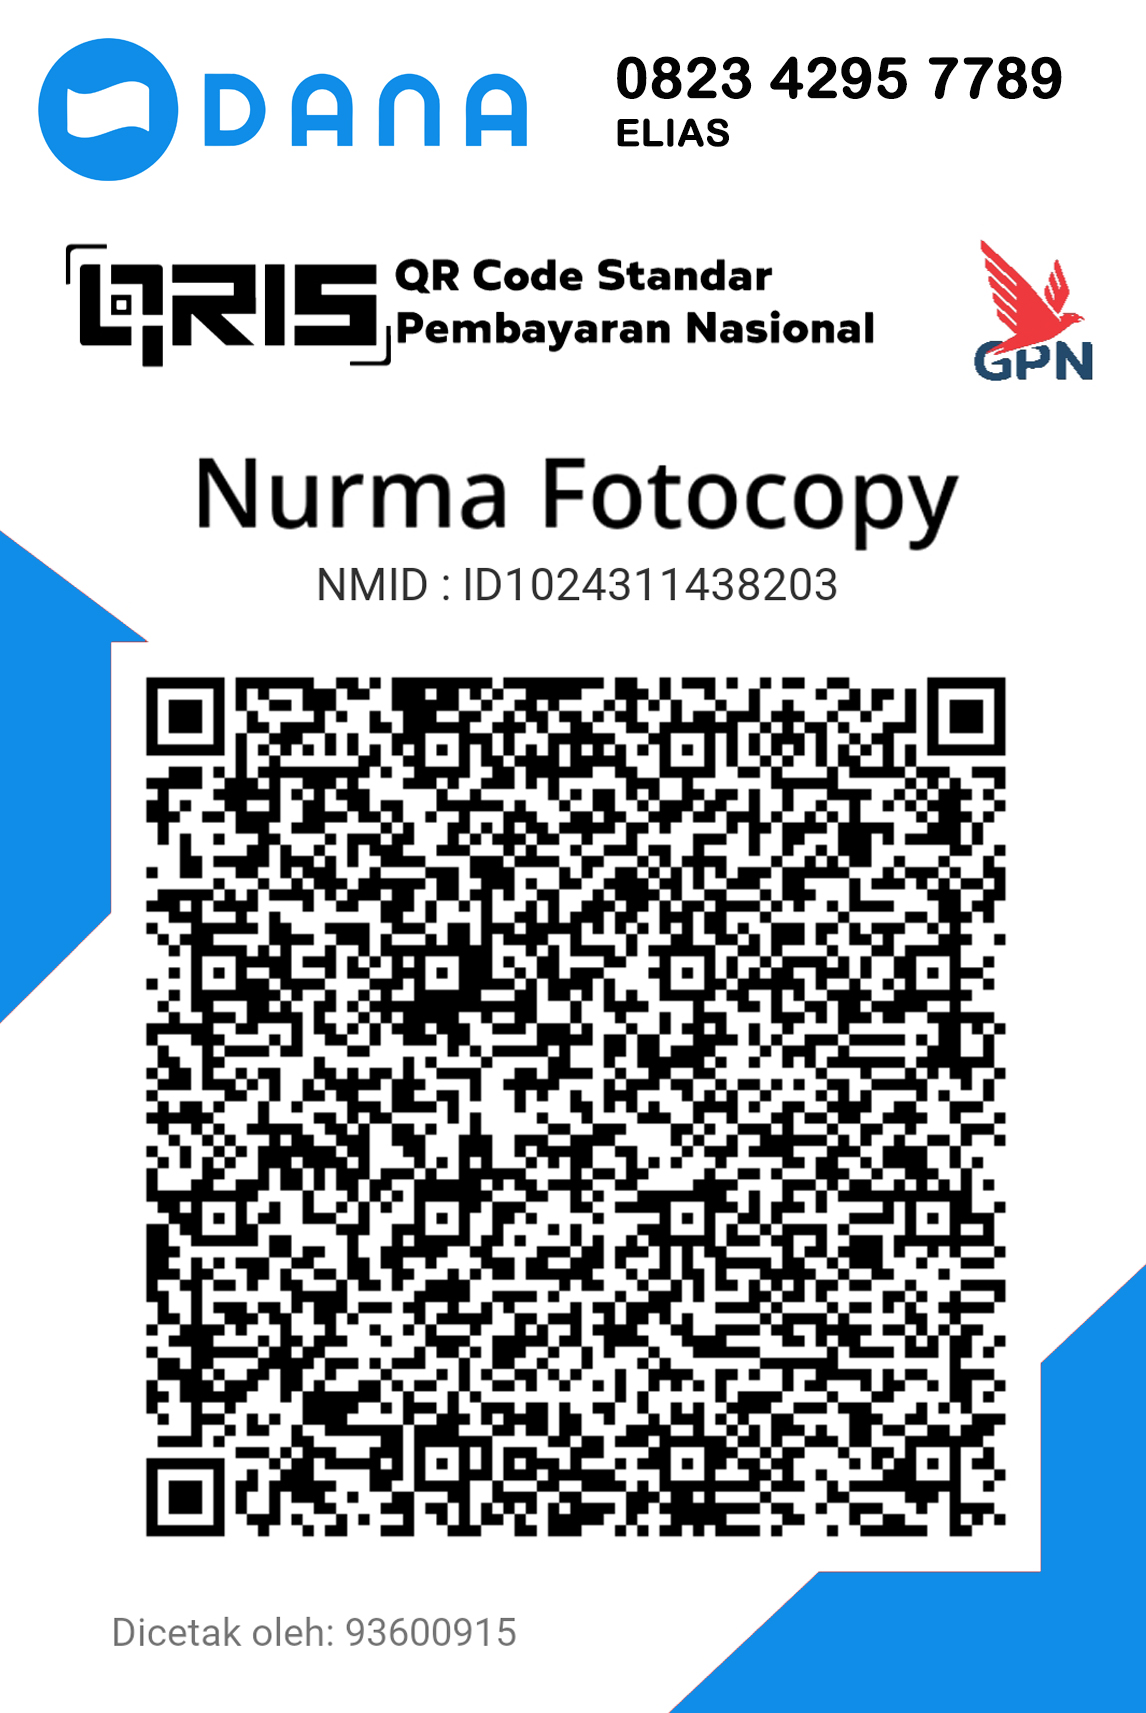 DANA
0823 4295 7789
ELIAS
QRIS
QR Code Standar
Pembayaran Nasional
GPN
Nurma Fotocopy
NMID : ID1024311438203
Dicetak oleh: 93600915